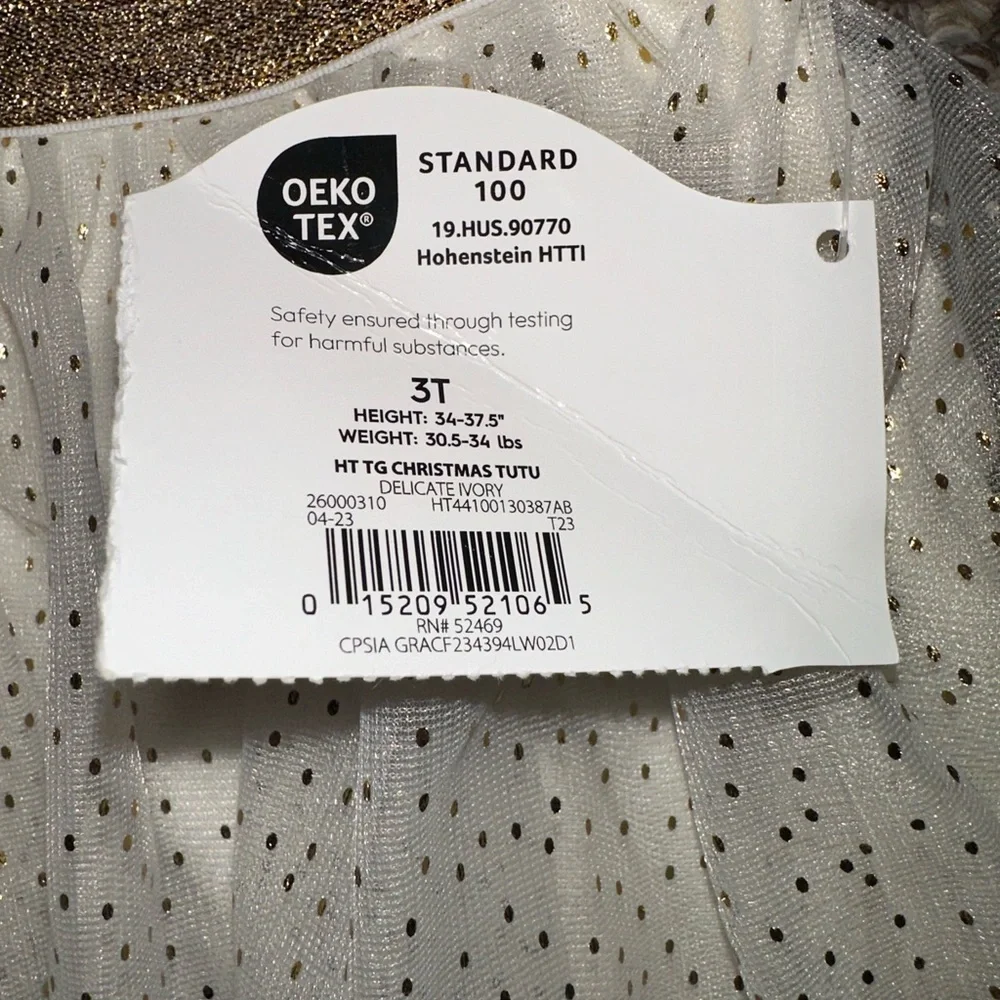 OEKO
TEX®
STANDARD
100
19.HUS.90770
Hohenstein HTTI
Safety ensured through testing
for harmful substances.
3T
HEIGHT: 34-37.5"
WEIGHT: 30.5-34 lbs
HT TG CHRISTMAS TUTU
DELICATE IVORY
26000310 HT44100130387AB
04-23 T23
0 15209 52106 5
RN# 52469
CPSIA GRACF234394LW02D1